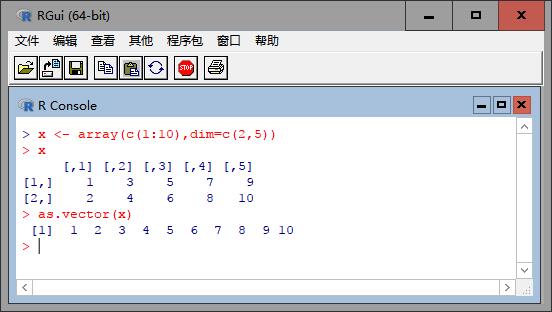 RGui (64-bit)
文件 编辑 查看 其他 程序包 窗口 帮助
STOP
R Console
> x <- array(c(1:10),dim=c(2,5))
> x
     [,1] [,2] [,3] [,4] [,5]
[1,]    1    3    5    7    9
[2,]    2    4    6    8   10
> as.vector(x)
 [1]  1  2  3  4  5  6  7  8  9 10
>